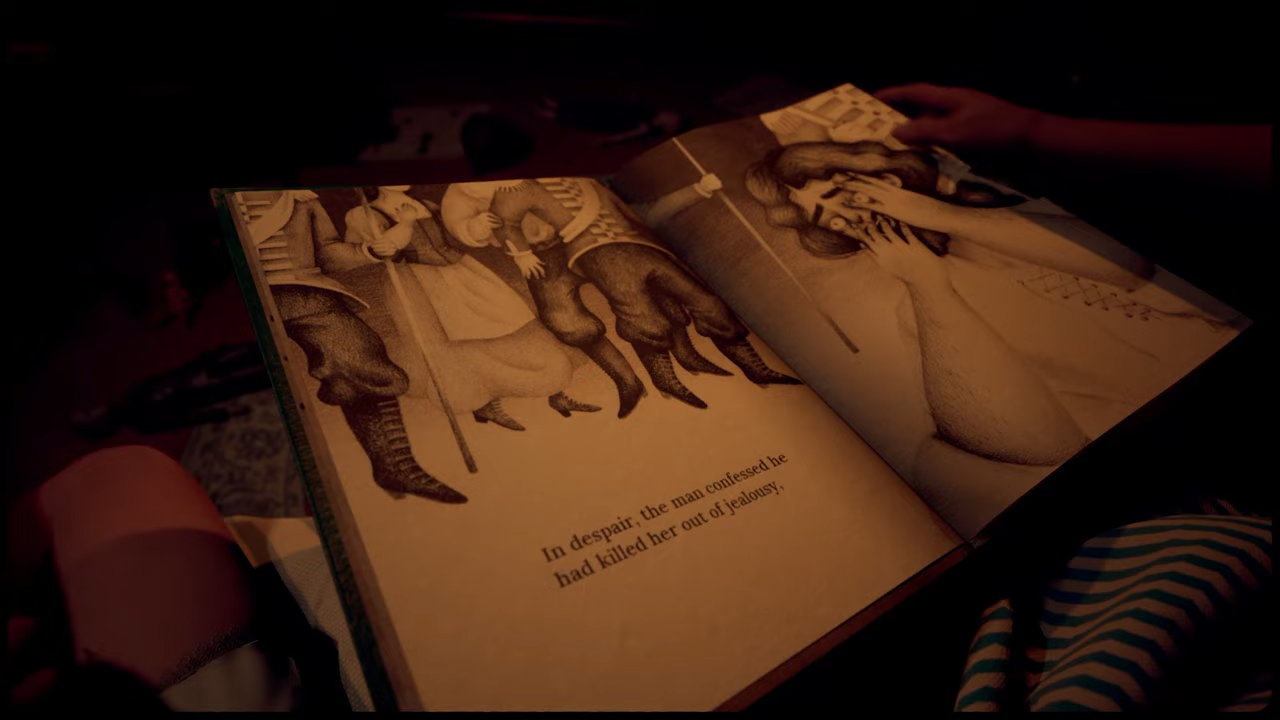 In despair, the man confessed he
had killed her out of jealousy,